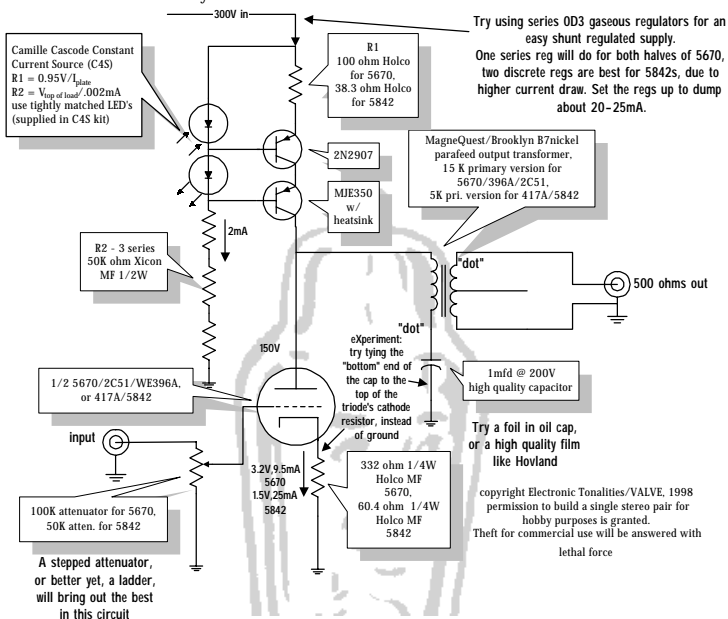 300V in
Try using series 0D3 gaseous regulators for an
easy shunt regulated supply.
One series reg will do for both halves of 5670,
two discrete regs are best for 5842s, due to
higher current draw. Set the regs up to dump
about 20-25mA.
Camille Cascode Constant
Current Source (C4S)
R1 = 0.95V/Iplate
R2 = Vtop of load/.002mA
use tightly matched LED's
(supplied in C4S kit)
R1
100 ohm Holco
for 5670,
38.3 ohm Holco
for 5842
2N2907
MJE350
w/
heatsink
MagneQuest/Brooklyn B7nickel
parafeed output transformer,
15 K primary version for
5670/396A/2C51,
5K pri. version for 417A/5842
2mA
R2 - 3 series
50K ohm Xicon
MF 1/2W
"dot"
500 ohms out
"dot"
150V
eXperiment:
try tying the
"bottom" end of
the cap to the
top of the
triode's cathode
resistor, instead
of ground
1mfd @ 200V
high quality capacitor
1/2 5670/2C51/WE396A,
or 417A/5842
Try a foil in oil cap,
or a high quality film
like Hovland
input
3.2V,9.5mA
5670
1.5V,25mA
5842
332 ohm 1/4W
Holco MF
5670,
60.4 ohm 1/4W
Holco MF
5842
100K attenuator for 5670,
50K atten. for 5842
copyright Electronic Tonalities/VALVE, 1998
permission to build a single stereo pair for
hobby purposes is granted.
Theft for commercial use will be answered with
lethal force
A stepped attenuator,
or better yet, a ladder,
will bring out the best
in this circuit